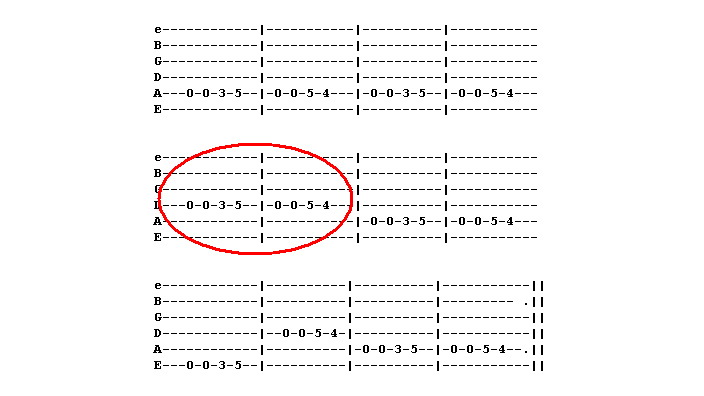 e------------|-----------|----------|-----------
B------------|-----------|----------|-----------
G------------|-----------|----------|-----------
D------------|-----------|----------|-----------
A---0-0-3-5--|-0-0-5-4---|-0-0-3-5--|-0-0-5-4---
E------------|-----------|----------|-----------
e------------|-----------|----------|-----------
B------------|-----------|----------|-----------
G------------|-----------|----------|-----------
D---0-0-3-5--|-0-0-5-4---|----------|-----------
A------------|-----------|-0-0-3-5--|-0-0-5-4---
E------------|-----------|----------|-----------
e------------|----------|----------|-----------||
B------------|----------|----------|--------- .||
G------------|----------|----------|-----------||
D------------|--0-0-5-4-|----------|-----------||
A------------|----------|-0-0-3-5--|-0-0-5-4--.||
E---0-0-3-5--|----------|----------|-----------||